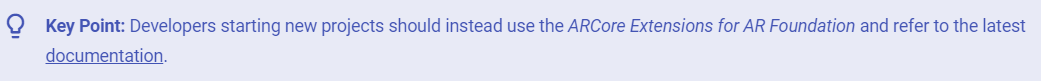 Key Point: Developers starting new projects should instead use the ARCore Extensions for AR Foundation and refer to the latest
documentation.